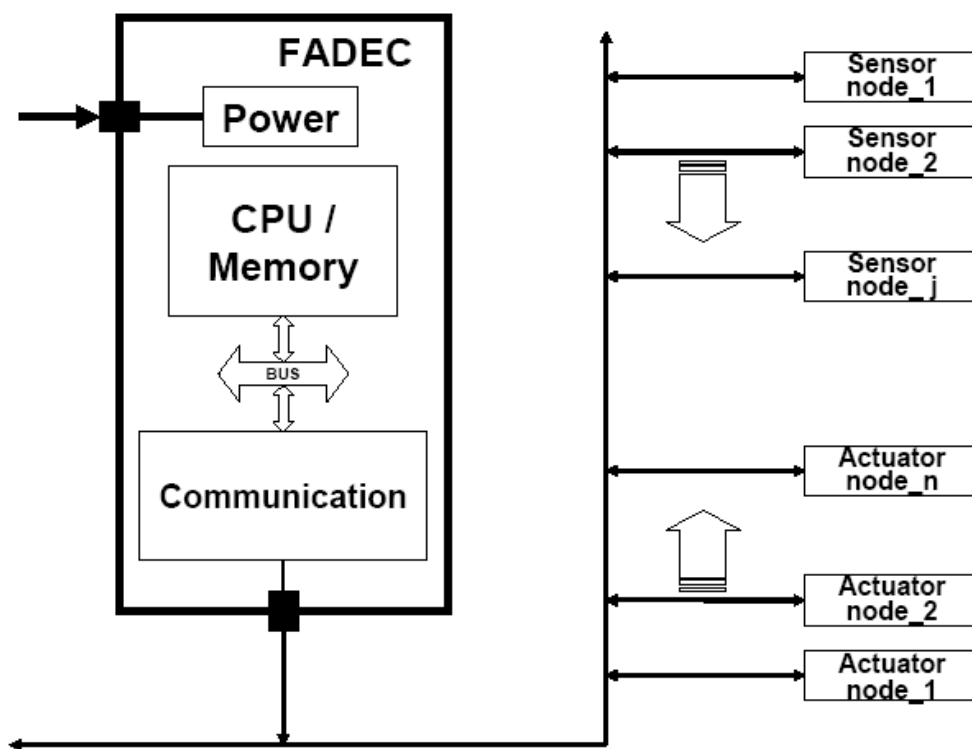 FADEC
Power
CPU /
Memory
BUS
Communication
Sensor
node_1
Sensor
node_2
Sensor
node_j
Actuator
node_n
Actuator
node_2
Actuator
node_1